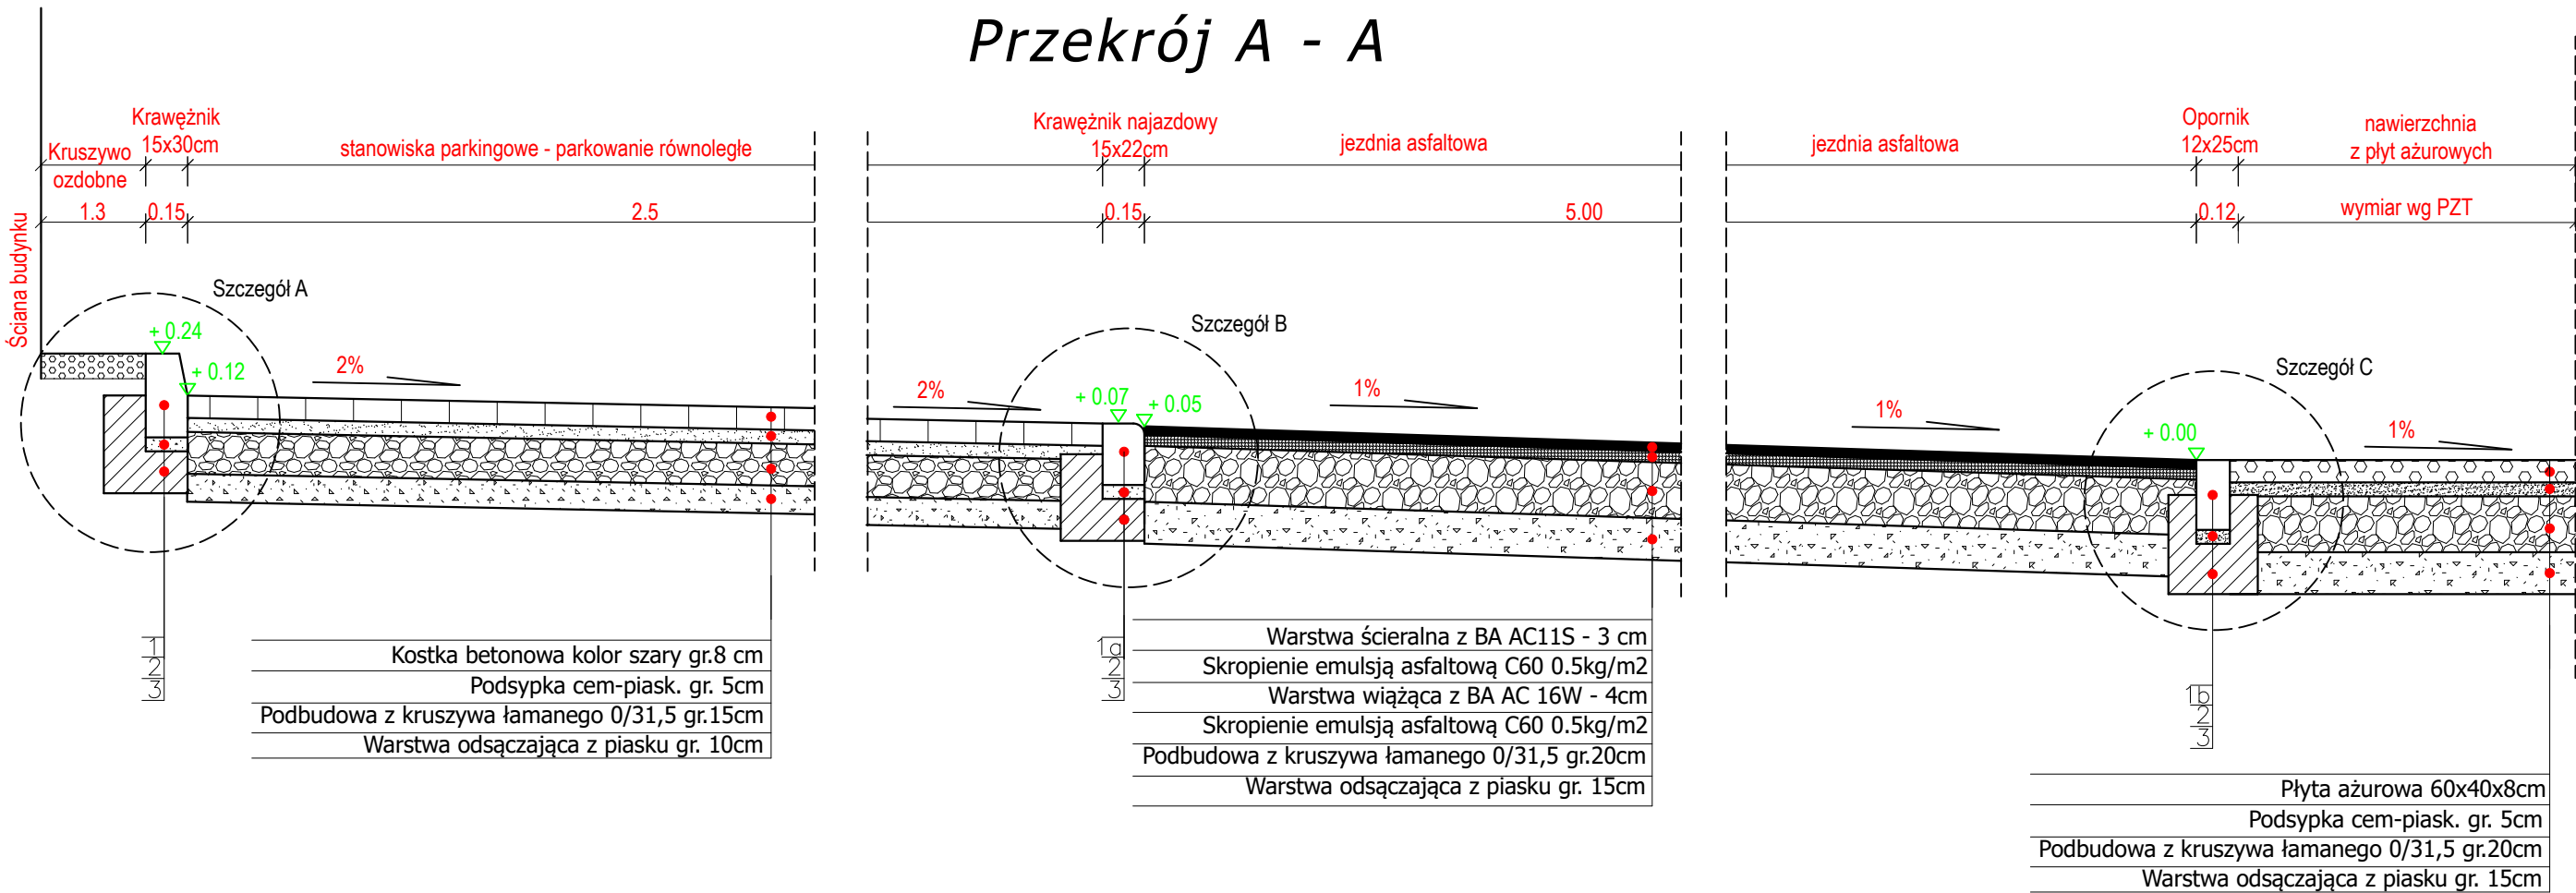 Przekrój A - A
Krawężnik
15x30cm
Kruszywo
ozdobne
stanowiska parkingowe - parkowanie równoległe
Krawężnik najazdowy
15x22cm
jezdnia asfaltowa
jezdnia asfaltowa
Opornik
12x25cm
nawierzchnia
z płyt ażurowych
1.3
0.15
2.5
0.15
5.00
0.12
wymiar wg PZT
Ściana budynku
Szczegół A
+ 0.24
+ 0.12
2%
2%
Szczegół B
+ 0.07
+ 0.05
1%
1%
Szczegół C
+ 0.00
1%
1
2
3
Kostka betonowa kolor szary gr.8 cm
Podsypka cem-piask. gr. 5cm
Podbudowa z kruszywa łamanego 0/31,5 gr.15cm
Warstwa odsączająca z piasku gr. 10cm
1a
2
3
Warstwa ścieralna z BA AC11S - 3 cm
Skropienie emulsją asfaltową C60 0.5kg/m2
Warstwa wiążąca z BA AC 16W - 4cm
Skropienie emulsją asfaltową C60 0.5kg/m2
Podbudowa z kruszywa łamanego 0/31,5 gr.20cm
Warstwa odsączająca z piasku gr. 15cm
1b
2
3
Płyta ażurowa 60x40x8cm
Podsypka cem-piask. gr. 5cm
Podbudowa z kruszywa łamanego 0/31,5 gr.20cm
Warstwa odsączająca z piasku gr. 15cm